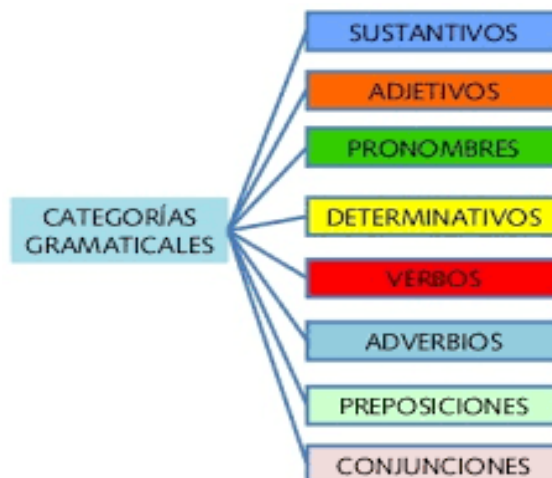 SUSTANTIVOS
ADJETIVOS
PRONOMBRES
CATEGORÍAS
GRAMATICALES
DETERMINATIVOS
VERBOS
ADVERBIOS
PREPOSICIONES
CONJUNCIONES